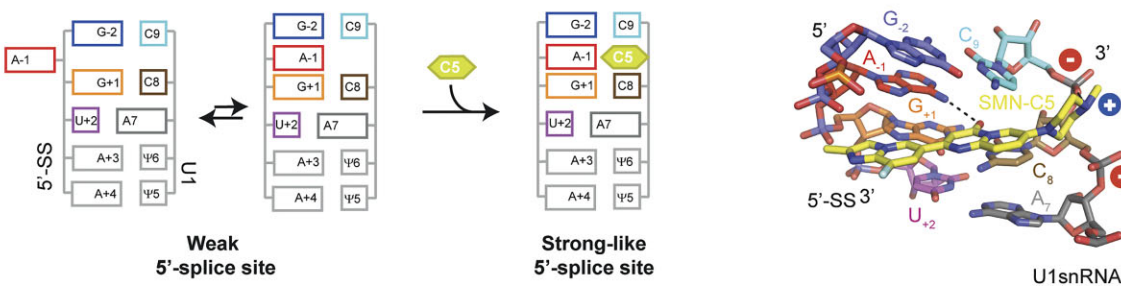 G-2 C9
A-1
G+1 C8
U+2 A7
A+3 Ψ6
A+4 Ψ5
5'-SS
U1
G-2 C9
A-1
G+1 C8
U+2 A7
A+3 Ψ6
A+4 Ψ5
Weak
5'-splice site
C5
G-2 C9
A-1 C5
G+1 C8
U+2 A7
A+3 Ψ6
A+4 Ψ5
Strong-like
5'-splice site
5' G-2 C9 3'
A-1 -
G+1 SMN-C5 +
C8 -
5'-SS 3' U+2 A7
U1snRNA